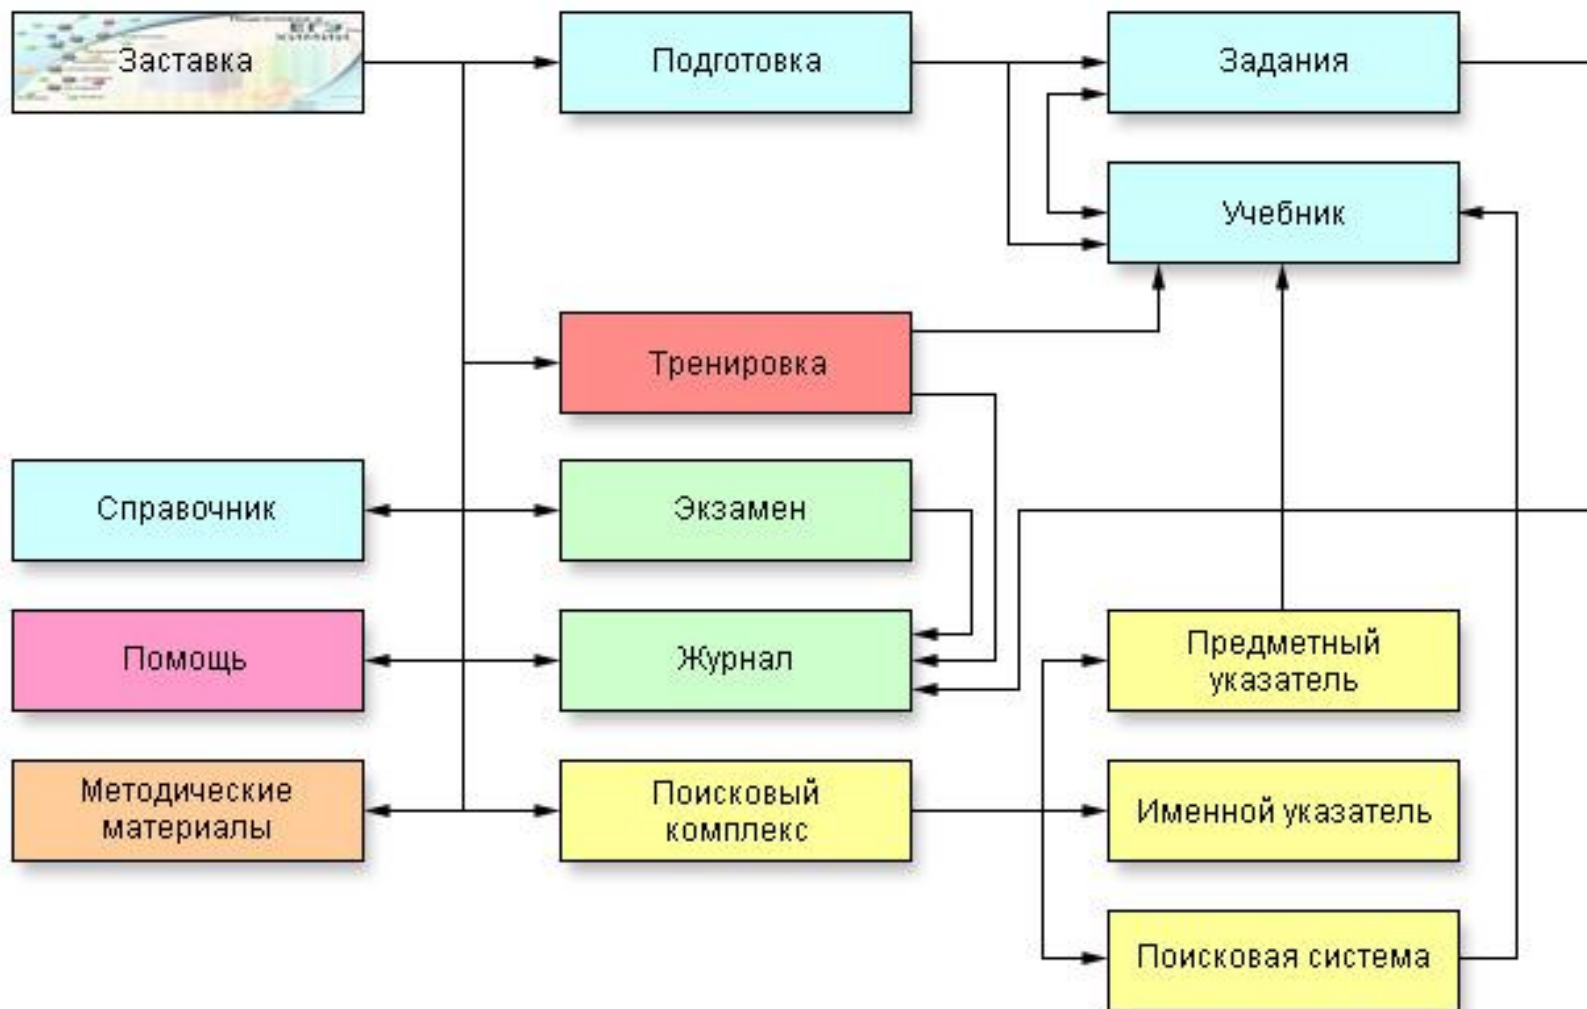 ЕГЭ
Заставка
Подготовка
Задания
Учебник
Тренировка
Справочник
Экзамен
Помощь
Журнал
Предметный
указатель
Методические
материалы
Поисковый
комплекс
Именной указатель
Поисковая система